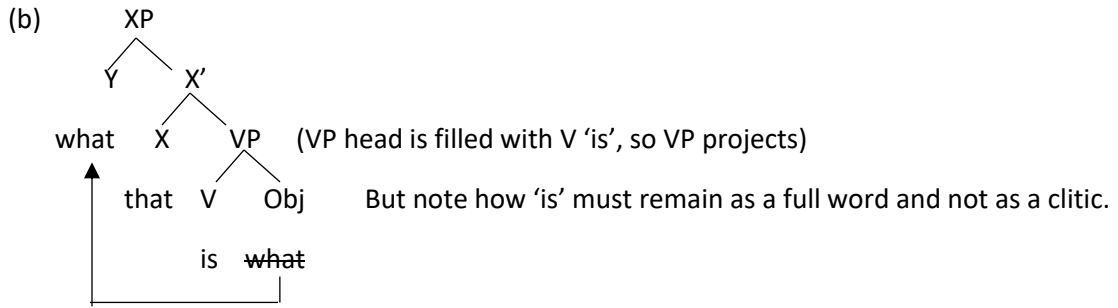 (b) XP
Y X’
what X VP (VP head is filled with V ‘is’, so VP projects)
that V Obj But note how ‘is’ must remain as a full word and not as a clitic.
is ~~what~~